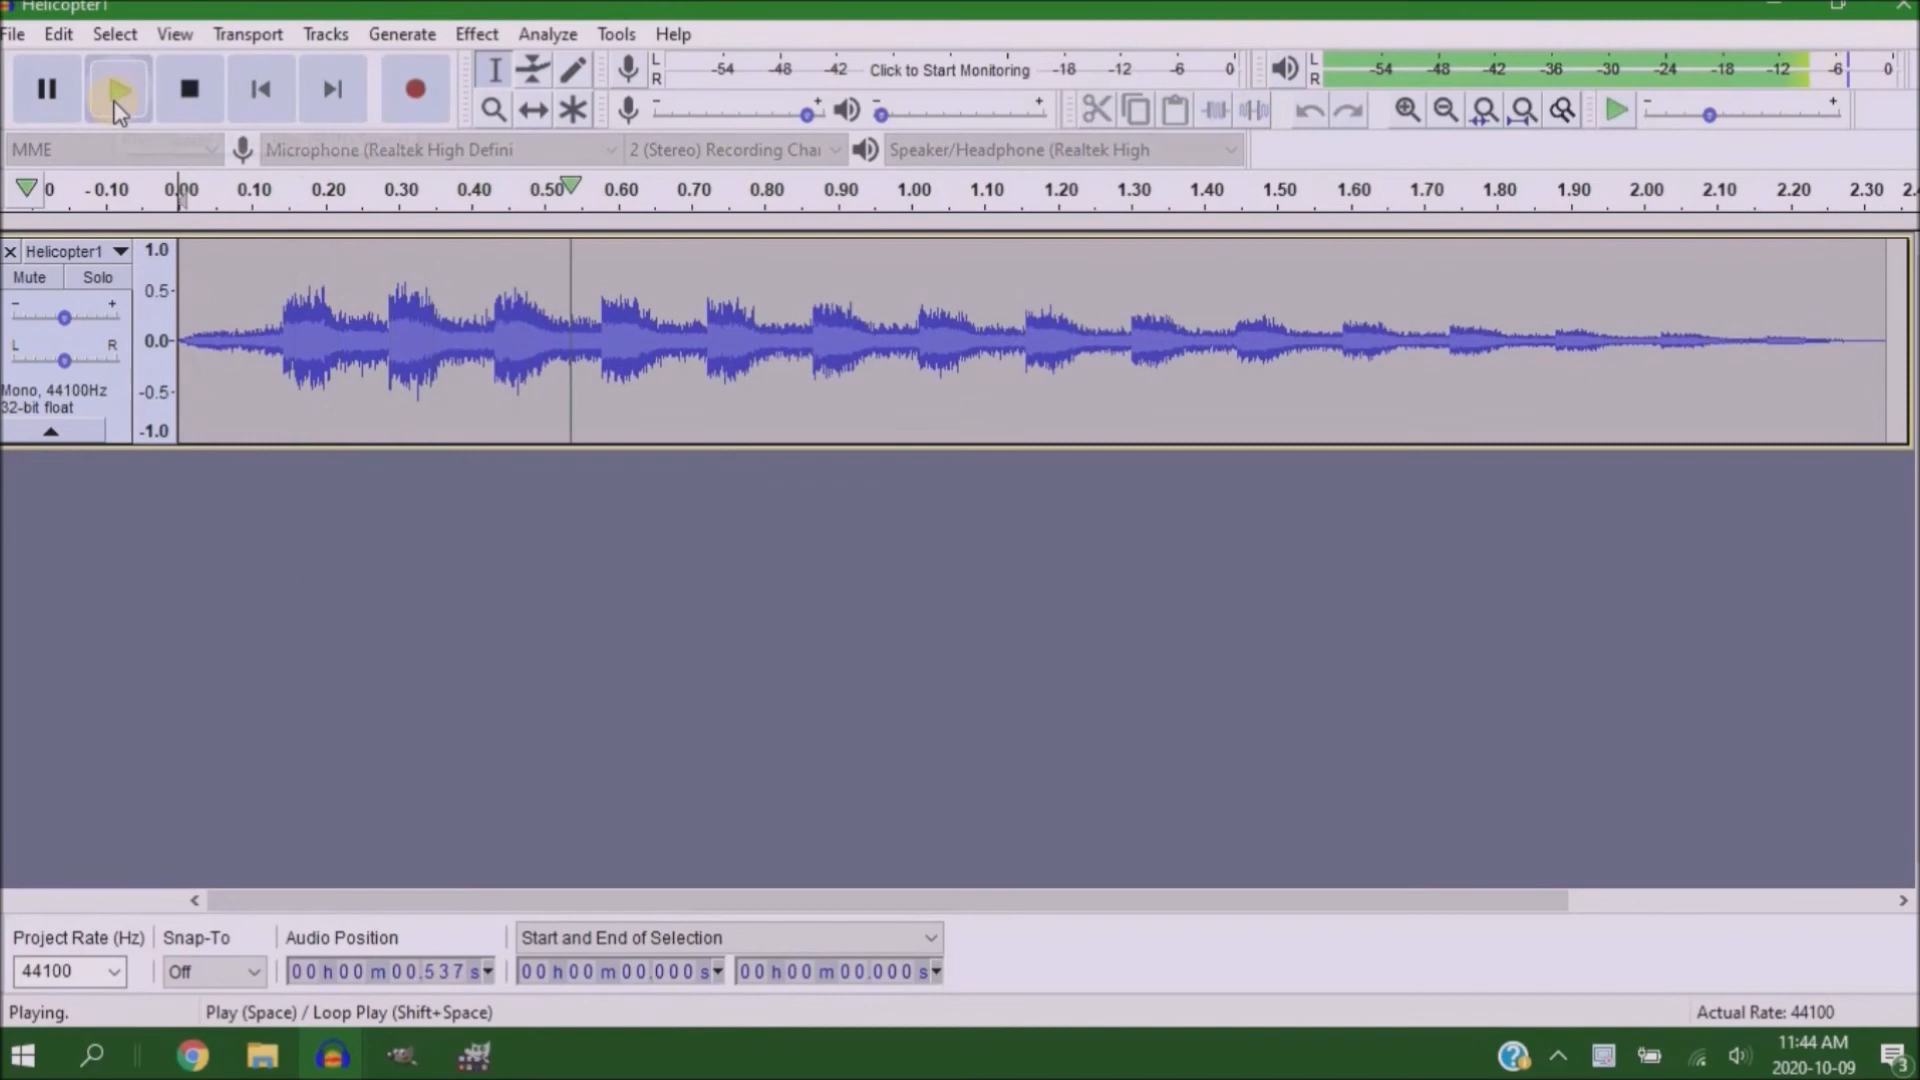 Helicopter1
File Edit Select View Transport Tracks Generate Effect Analyze Tools Help
L
R
-54 -48 -42 Click to Start Monitoring -18 -12 -6 0
L
R
-54 -48 -42 -36 -30 -24 -18 -12 -6 0
MME
Microphone (Realtek High Defini
2 (Stereo) Recording Chai
Speaker/Headphone (Realtek High
0 -0.10 0.00 0.10 0.20 0.30 0.40 0.50 0.60 0.70 0.80 0.90 1.00 1.10 1.20 1.30 1.40 1.50 1.60 1.70 1.80 1.90 2.00 2.10 2.20 2.30 2.4
Helicopter1
Mute Solo
- +
L R
Mono, 44100Hz
32-bit float
1.0
0.5-
0.0-
-0.5-
-1.0
Project Rate (Hz) Snap-To Audio Position Start and End of Selection
44100 Off 00h00m00.537s 00h00m00.000s 00h00m00.000s
Playing. Play (Space) / Loop Play (Shift+Space) Actual Rate: 44100
11:44 AM
2020-10-09
3